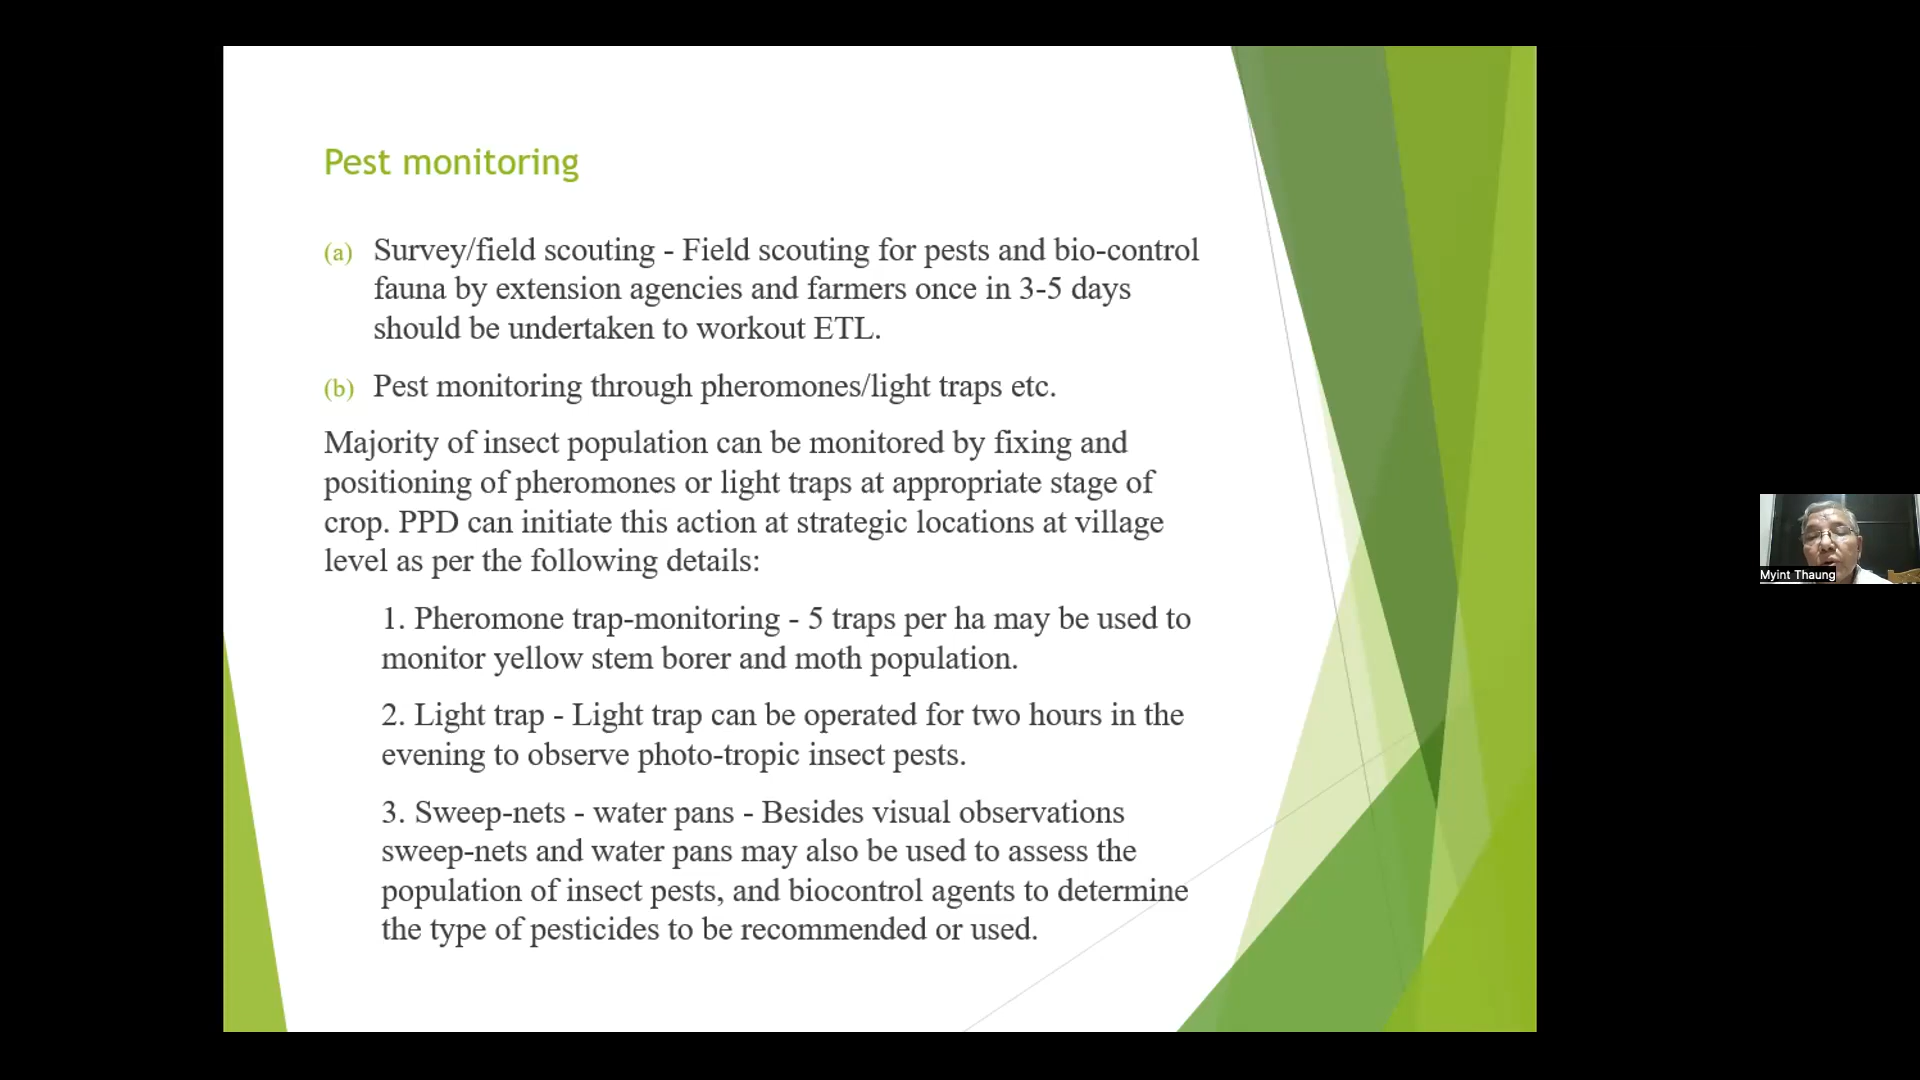 Pest monitoring
(a) Survey/field scouting - Field scouting for pests and bio-control
fauna by extension agencies and farmers once in 3-5 days
should be undertaken to workout ETL.
(b) Pest monitoring through pheromones/light traps etc.
Majority of insect population can be monitored by fixing and
positioning of pheromones or light traps at appropriate stage of
crop. PPD can initiate this action at strategic locations at village
level as per the following details:
1. Pheromone trap-monitoring - 5 traps per ha may be used to
monitor yellow stem borer and moth population.
2. Light trap - Light trap can be operated for two hours in the
evening to observe photo-tropic insect pests.
3. Sweep-nets - water pans - Besides visual observations
sweep-nets and water pans may also be used to assess the
population of insect pests, and biocontrol agents to determine
the type of pesticides to be recommended or used.
Myint Thaung